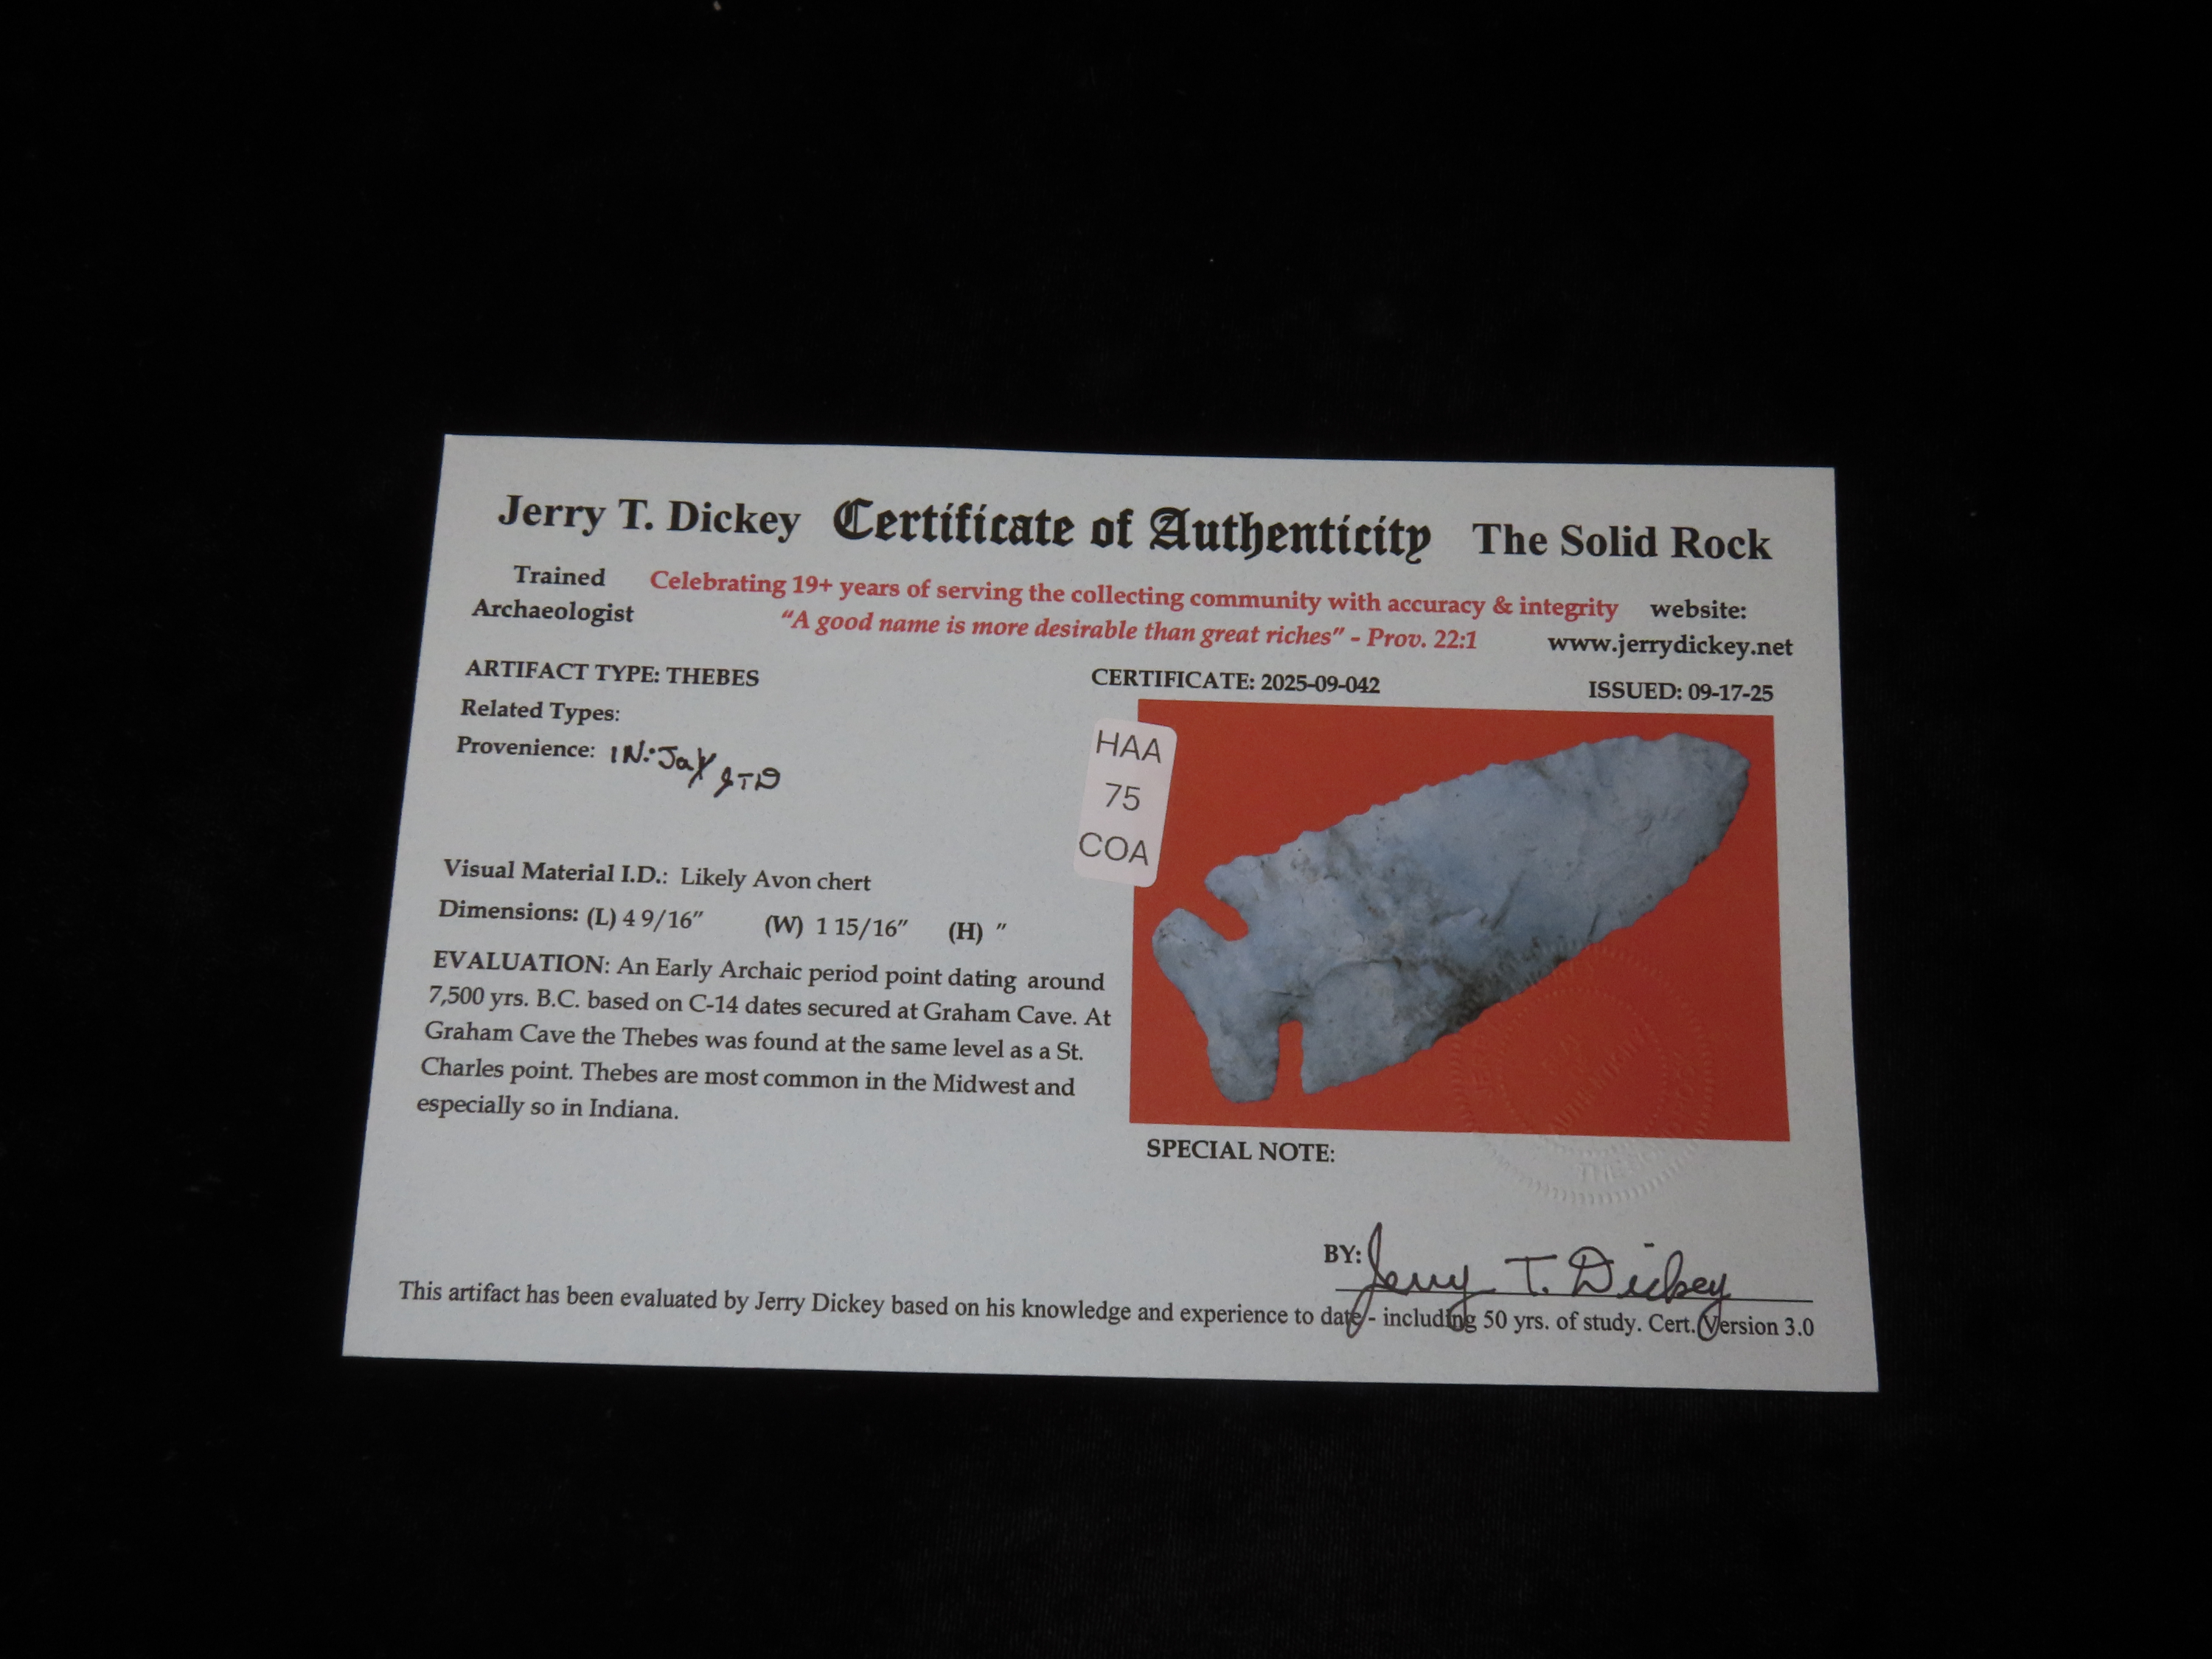 Jerry T. Dickey Certificate of Authenticity The Solid Rock
Trained Archaeologist
Celebrating 19+ years of serving the collecting community with accuracy & integrity
"A good name is more desirable than great riches" - Prov. 22:1
website:
www.jerrydickey.net
ARTIFACT TYPE: THEBES
CERTIFICATE: 2025-09-042
ISSUED: 09-17-25
Related Types:
Provenience: IN: Jay JTD
HAA
75
COA
Visual Material I.D.: Likely Avon chert
Dimensions: (L) 4 9/16" (W) 1 15/16" (H) "
EVALUATION: An Early Archaic period point dating around
7,500 yrs. B.C. based on C-14 dates secured at Graham Cave. At
Graham Cave the Thebes was found at the same level as a St.
Charles point. Thebes are most common in the Midwest and
especially so in Indiana.
SPECIAL NOTE:
BY: Jerry T. Dickey
This artifact has been evaluated by Jerry Dickey based on his knowledge and experience to date - including 50 yrs. of study. Cert. Version 3.0